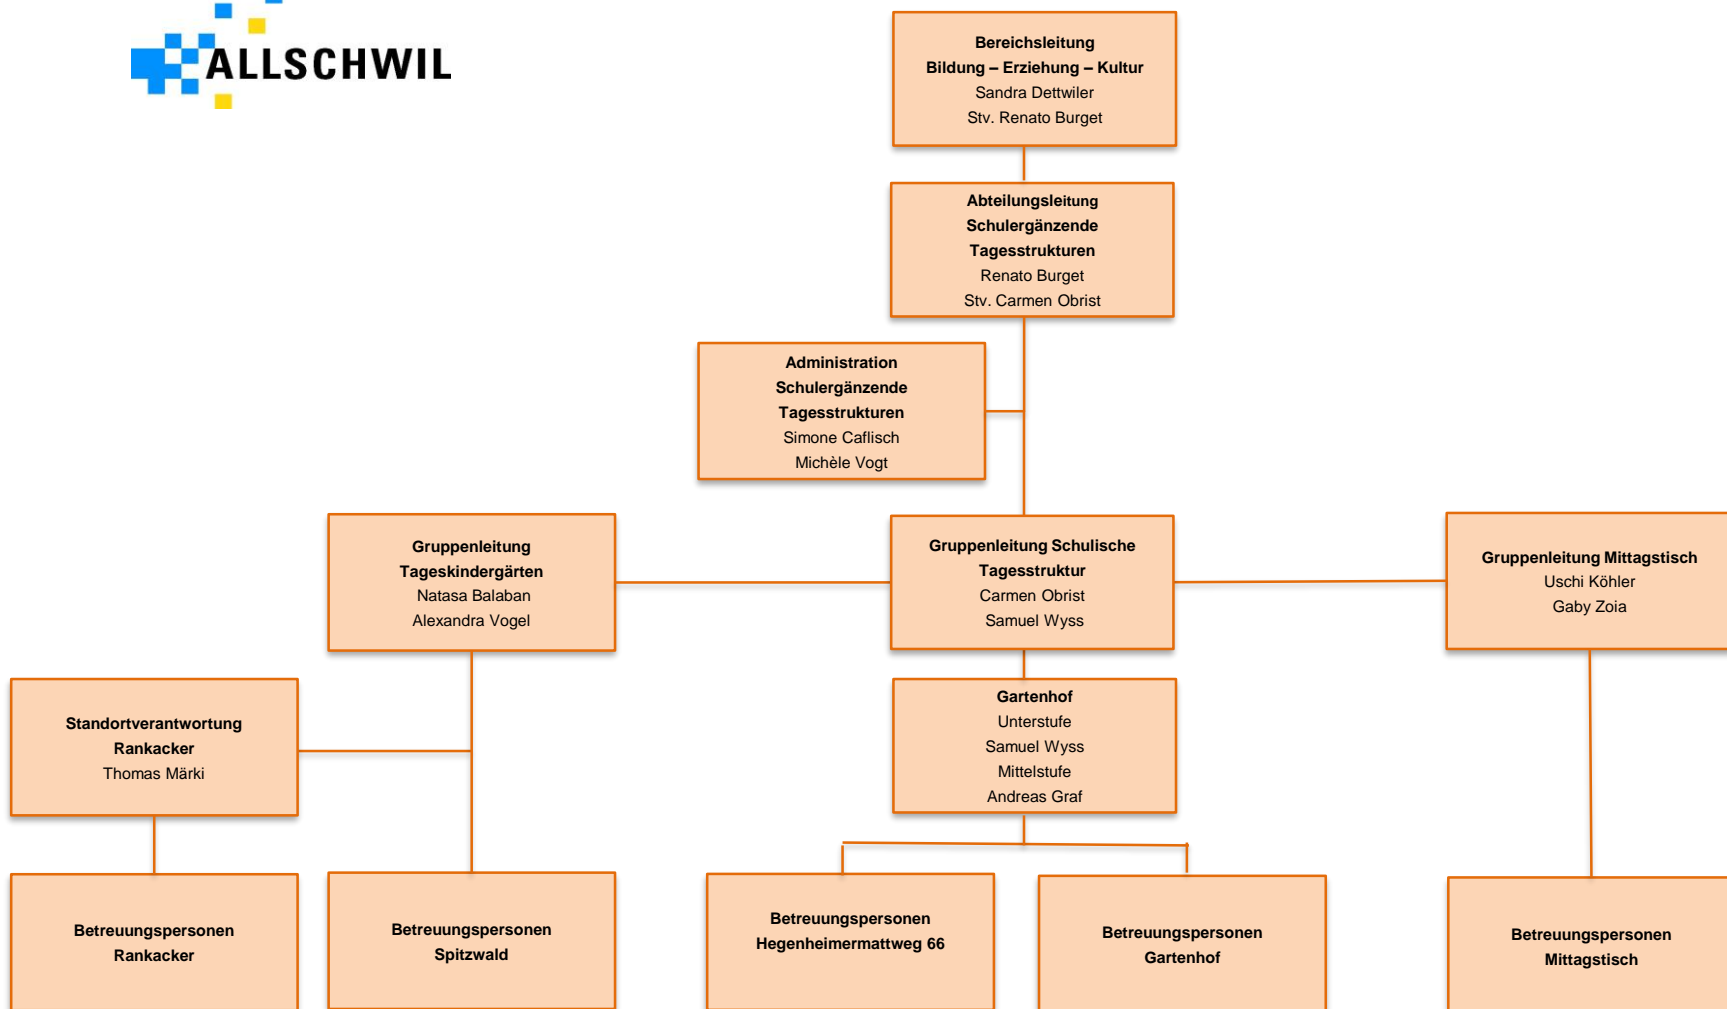 ALLSCHWIL
Bereichsleitung
Bildung – Erziehung – Kultur
Sandra Dettwiler
Stv. Renato Burget
Abteilungsleitung
Schulergänzende
Tagesstrukturen
Renato Burget
Stv. Carmen Obrist
Administration
Schulergänzende
Tagesstrukturen
Simone Caflisch
Michèle Vogt
Gruppenleitung
Tageskindergärten
Natasa Balaban
Alexandra Vogel
Gruppenleitung Schulische
Tagesstruktur
Carmen Obrist
Samuel Wyss
Gruppenleitung Mittagstisch
Uschi Köhler
Gaby Zoia
Standortverantwortung
Rankacker
Thomas Märki
Gartenhof
Unterstufe
Samuel Wyss
Mittelstufe
Andreas Graf
Betreuungspersonen
Rankacker
Betreuungspersonen
Spitzwald
Betreuungspersonen
Hegenheimermattweg 66
Betreuungspersonen
Gartenhof
Betreuungspersonen
Mittagstisch